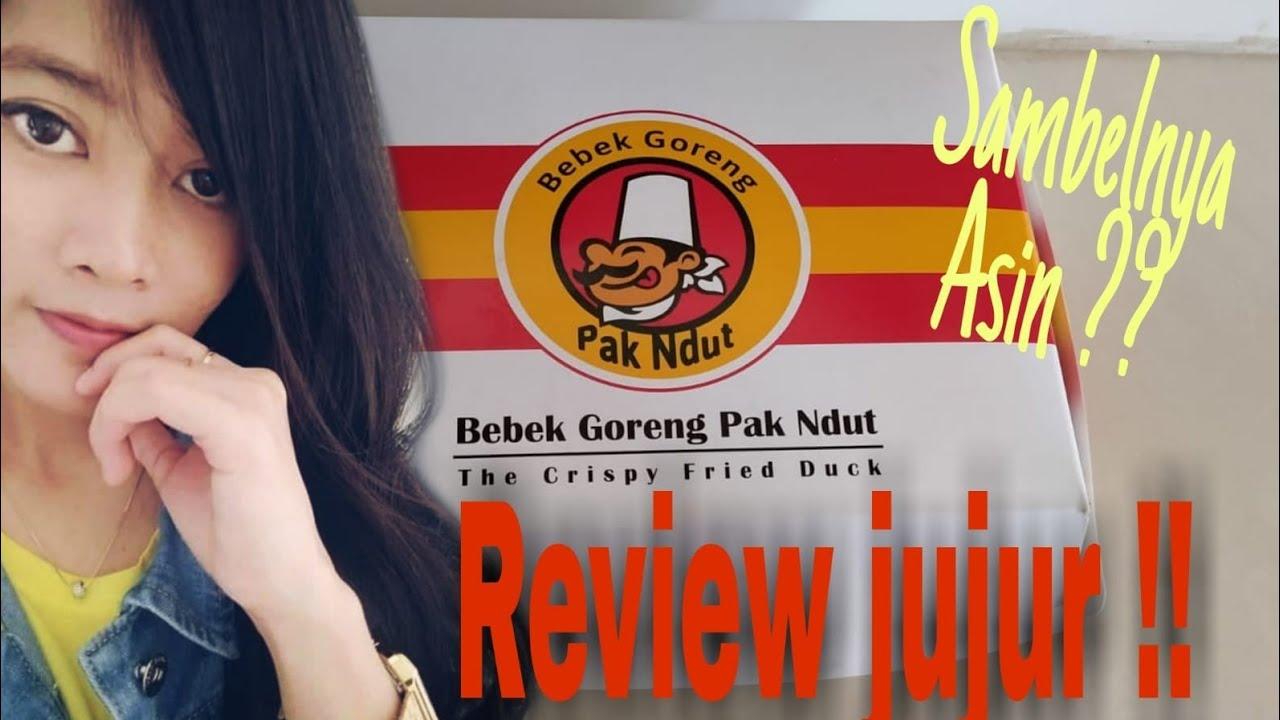 Bebek Goreng
Pak Ndut
Bebek Goreng Pak Ndut
The Crispy Fried Duck
Sambelnya
Asin ??
Review jujur !!